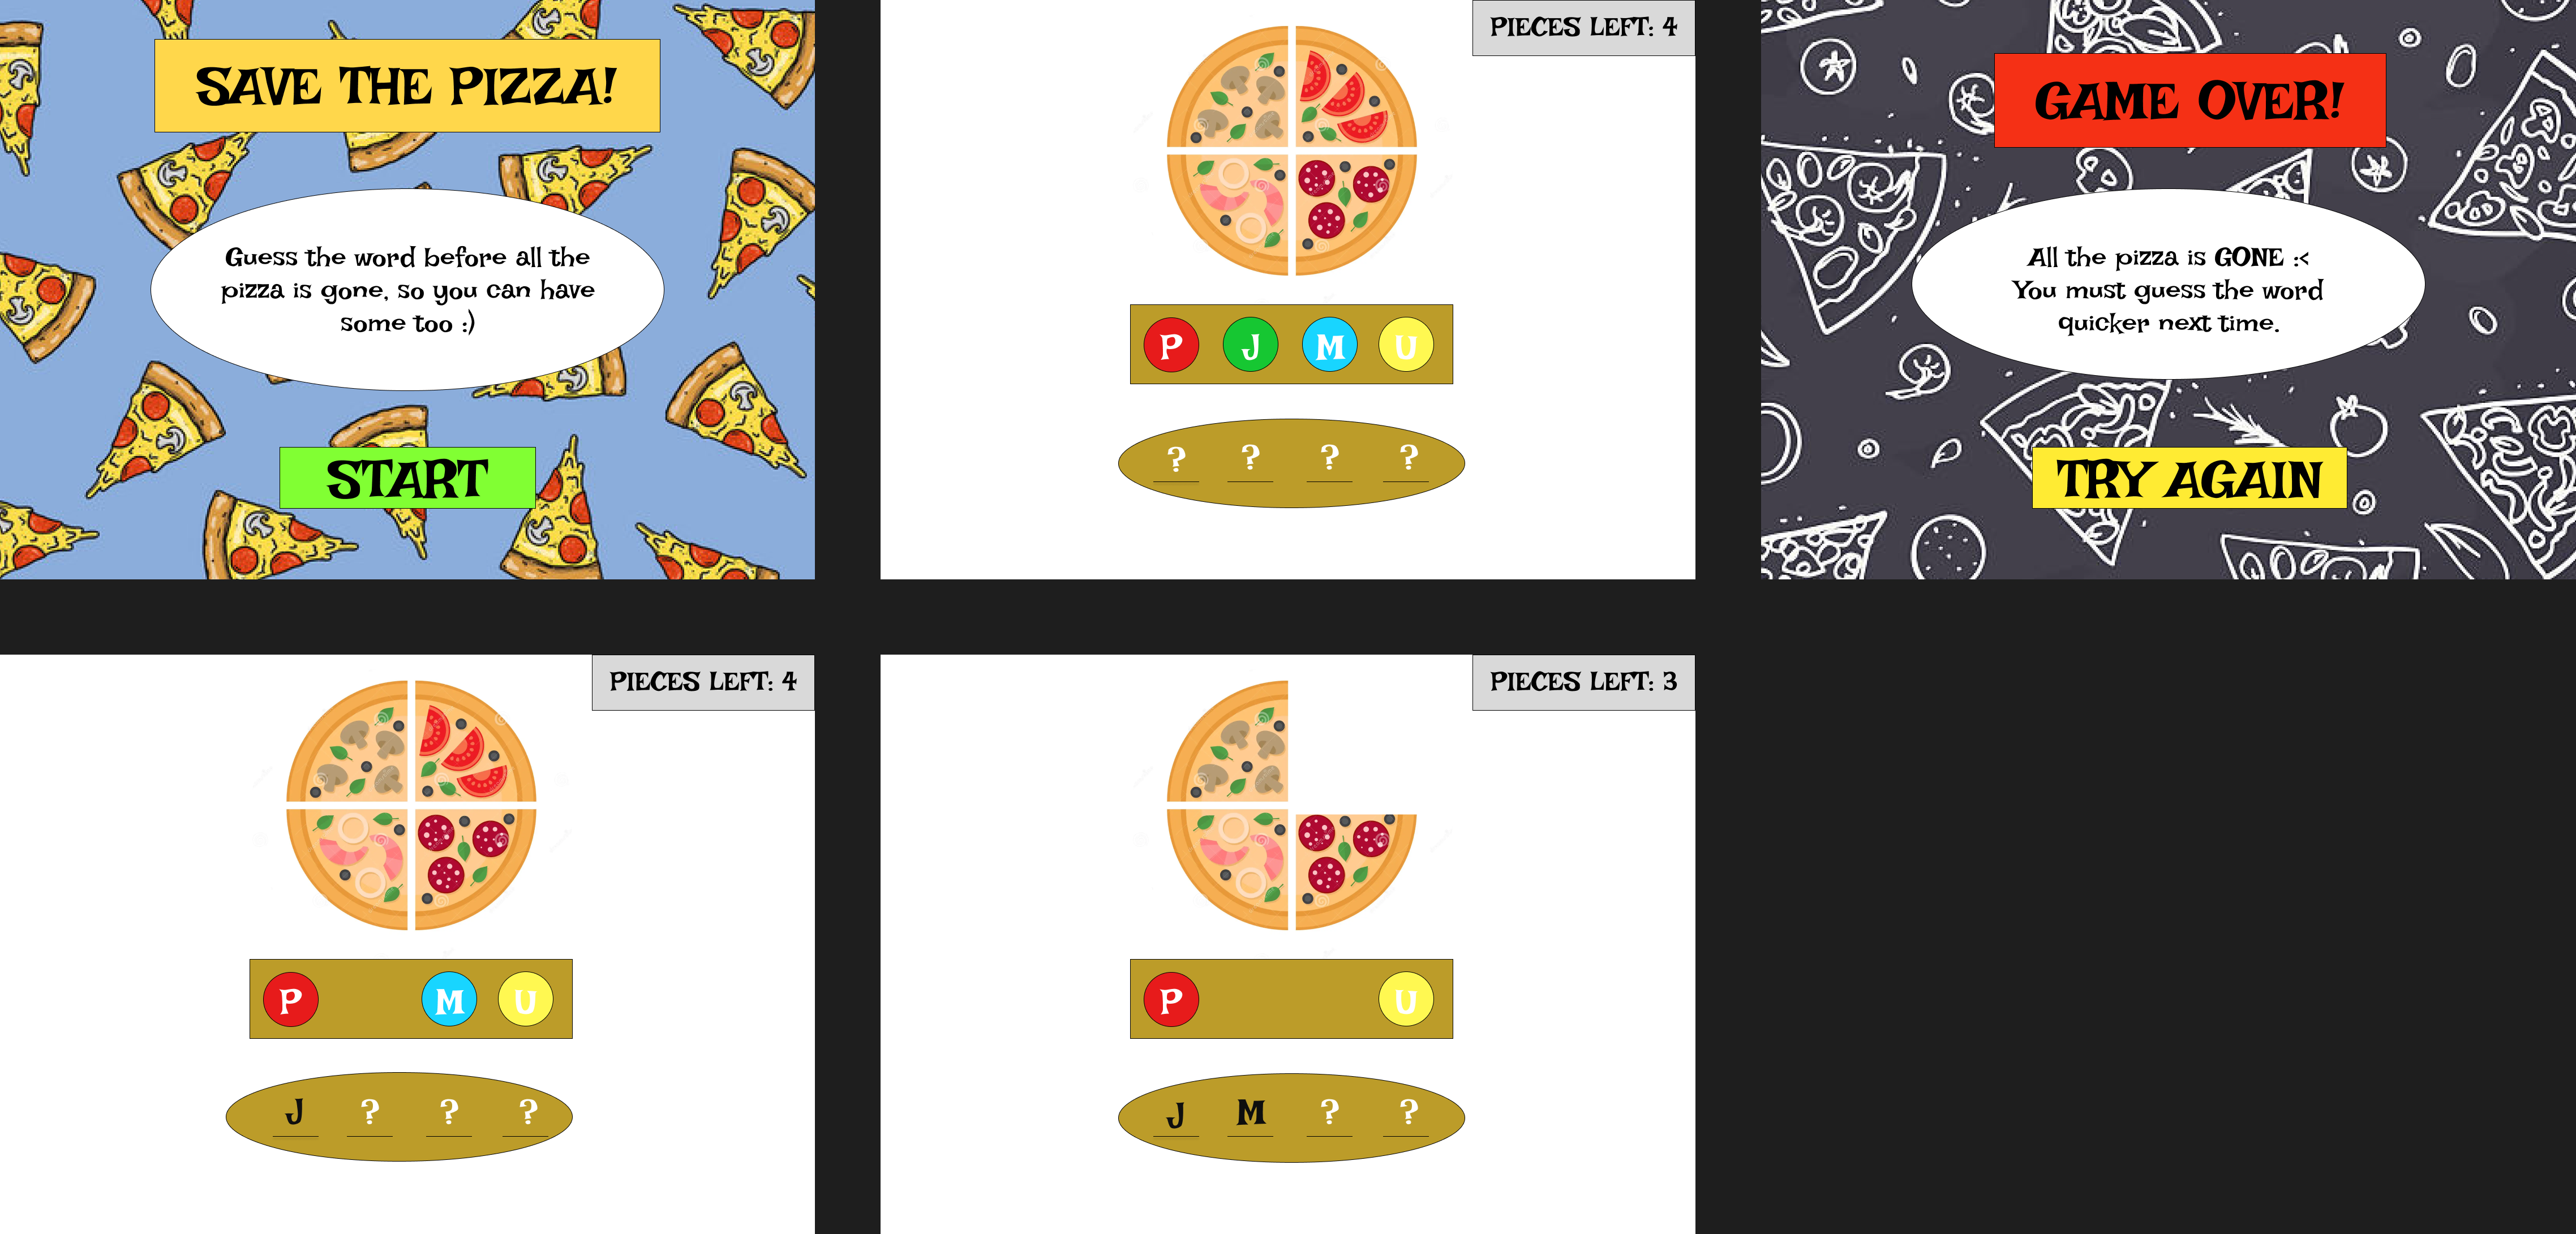 SAVE THE PIZZA!
Guess the word before all the
pizza is gone, so you can have
some too :)
START
PIECES LEFT: 4
P J M U
? ? ? ?
GAME OVER!
All the pizza is GONE :<
You must guess the word
quicker next time.
TRY AGAIN
PIECES LEFT: 4
P M U
J ? ? ?
PIECES LEFT: 3
P U
J M ? ?